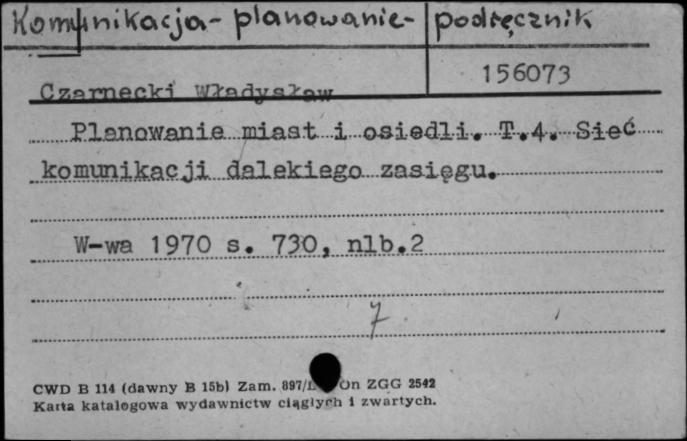 Komunikacja - planowanie - podręcznik
156073
Czarnecki Władysław
Planowanie miast i osiedli. T.4. Sieć
komunikacji dalekiego zasięgu.
W-wa 1970 s. 730, nlb.2
7
CWD B 114 (dawny B 15b) Zam. 897/ ZGG 2542
Karta katalogowa wydawnictw ciągłych i zwartych.